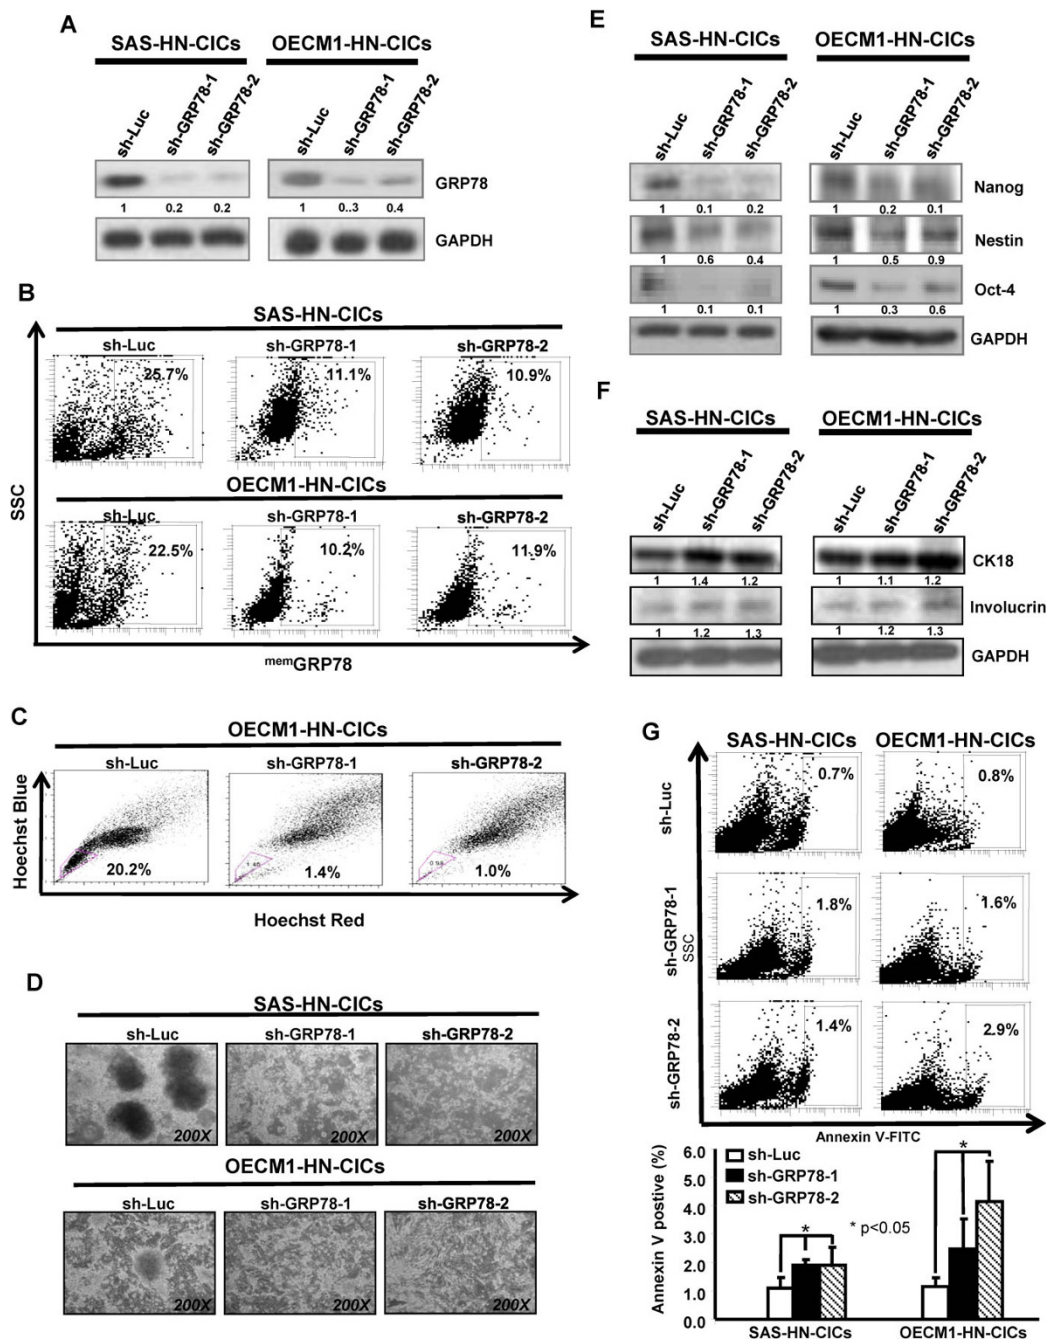 A
SAS-HN-CICs OECM1-HN-CICs
sh-Luc sh-GRP78-1 sh-GRP78-2 sh-Luc sh-GRP78-1 sh-GRP78-2
GRP78
1 0.2 0.2 1 0..3 0.4
GAPDH
B
SAS-HN-CICs
sh-Luc sh-GRP78-1 sh-GRP78-2
25.7% 11.1% 10.9%
OECM1-HN-CICs
sh-Luc sh-GRP78-1 sh-GRP78-2
22.5% 10.2% 11.9%
SSC
memGRP78
C
OECM1-HN-CICs
sh-Luc sh-GRP78-1 sh-GRP78-2
Hoechst Blue
20.2% 1.4% 1.0%
Hoechst Red
D
SAS-HN-CICs
sh-Luc sh-GRP78-1 sh-GRP78-2
200X 200X 200X
OECM1-HN-CICs
sh-Luc sh-GRP78-1 sh-GRP78-2
200X 200X 200X
E
SAS-HN-CICs OECM1-HN-CICs
sh-Luc sh-GRP78-1 sh-GRP78-2 sh-Luc sh-GRP78-1 sh-GRP78-2
Nanog
1 0.1 0.2 1 0.2 0.1
Nestin
1 0.6 0.4 1 0.5 0.9
Oct-4
1 0.1 0.1 1 0.3 0.6
GAPDH
F
SAS-HN-CICs OECM1-HN-CICs
sh-Luc sh-GRP78-1 sh-GRP78-2 sh-Luc sh-GRP78-1 sh-GRP78-2
CK18
1 1.4 1.2 1 1.1 1.2
Involucrin
1 1.2 1.3 1 1.2 1.3
GAPDH
G
SAS-HN-CICs OECM1-HN-CICs
sh-Luc
0.7% 0.8%
sh-GRP78-1
SSC
1.8% 1.6%
sh-GRP78-2
1.4% 2.9%
Annexin V-FITC
Annexin V postive (%)
6.0
5.0
4.0
3.0
2.0
1.0
0.0
sh-Luc
sh-GRP78-1
sh-GRP78-2
* p<0.05
*
*
SAS-HN-CICs OECM1-HN-CICs